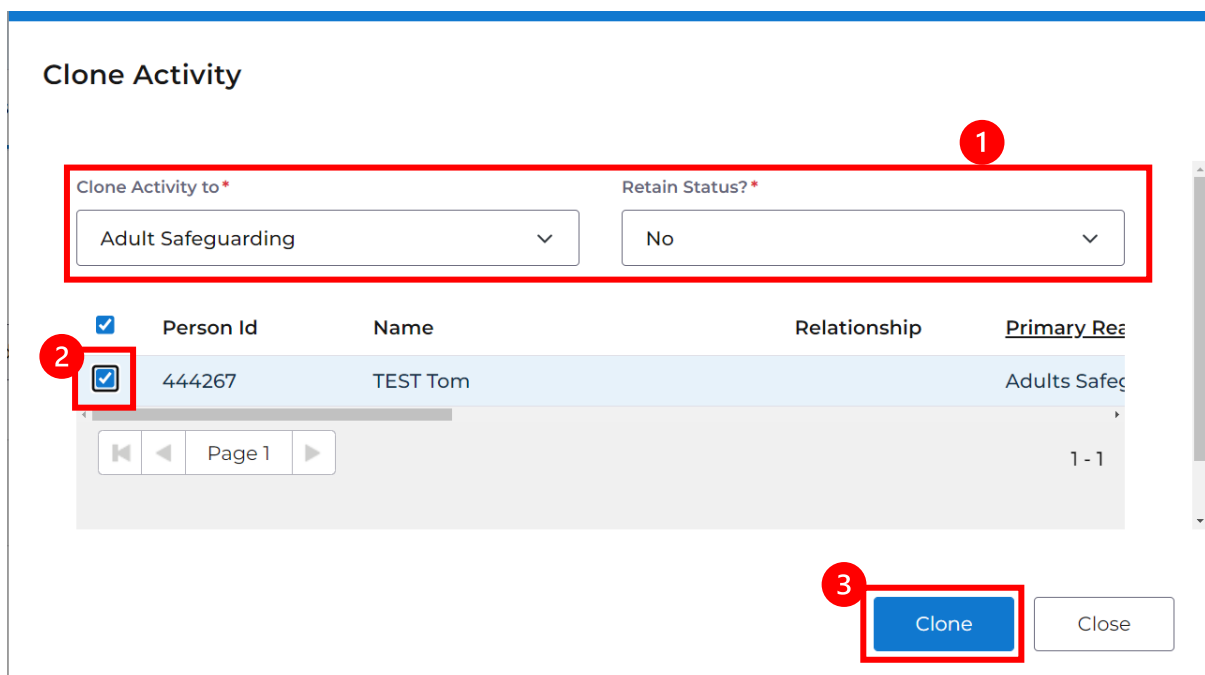 Clone Activity
1
Clone Activity to* Retain Status?*
Adult Safeguarding No
Person Id Name Relationship Primary Rea
2
444267 TEST Tom Adults Safeg
Page 1 1 - 1
3
Clone Close